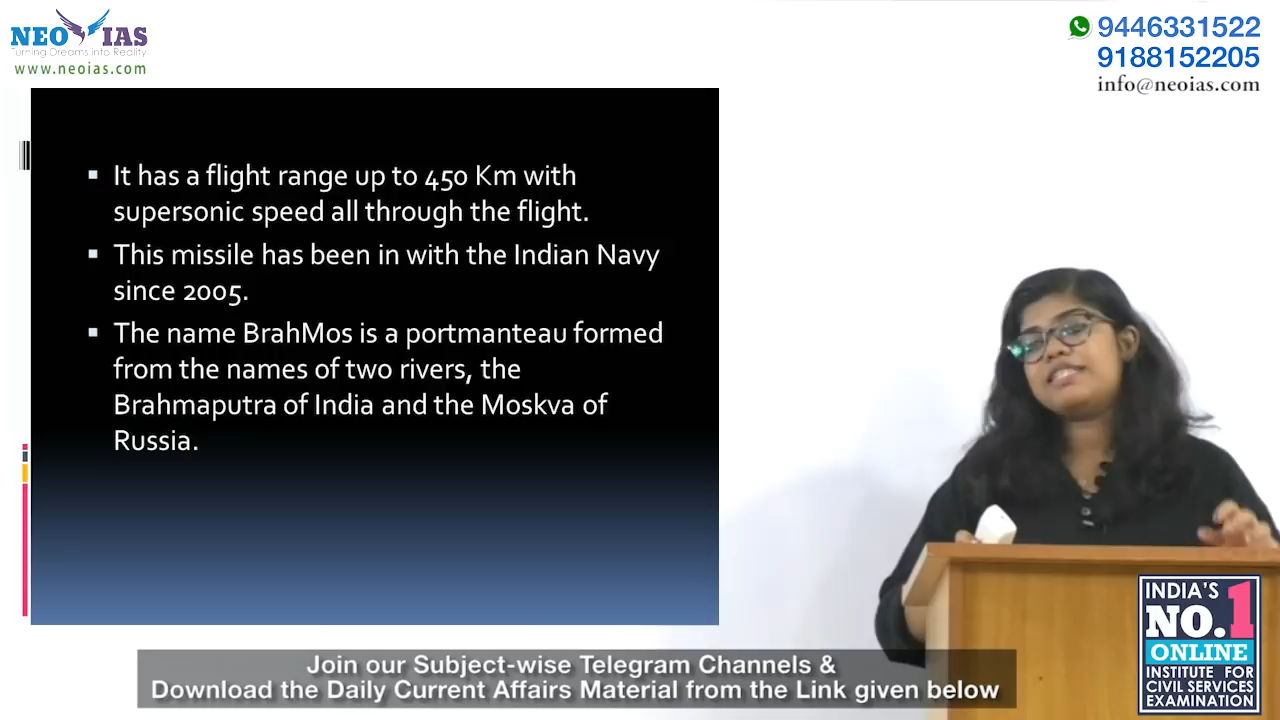 NEO IAS
Turning Dreams into Reality
www.neoias.com
9446331522
9188152205
info@neoias.com
It has a flight range up to 450 Km with
supersonic speed all through the flight.
This missile has been in with the Indian Navy
since 2005.
The name BrahMos is a portmanteau formed
from the names of two rivers, the
Brahmaputra of India and the Moskva of
Russia.
INDIA'S
NO.1
ONLINE
INSTITUTE FOR
CIVIL SERVICES
EXAMINATION
Join our Subject-wise Telegram Channels &
Download the Daily Current Affairs Material from the Link given below